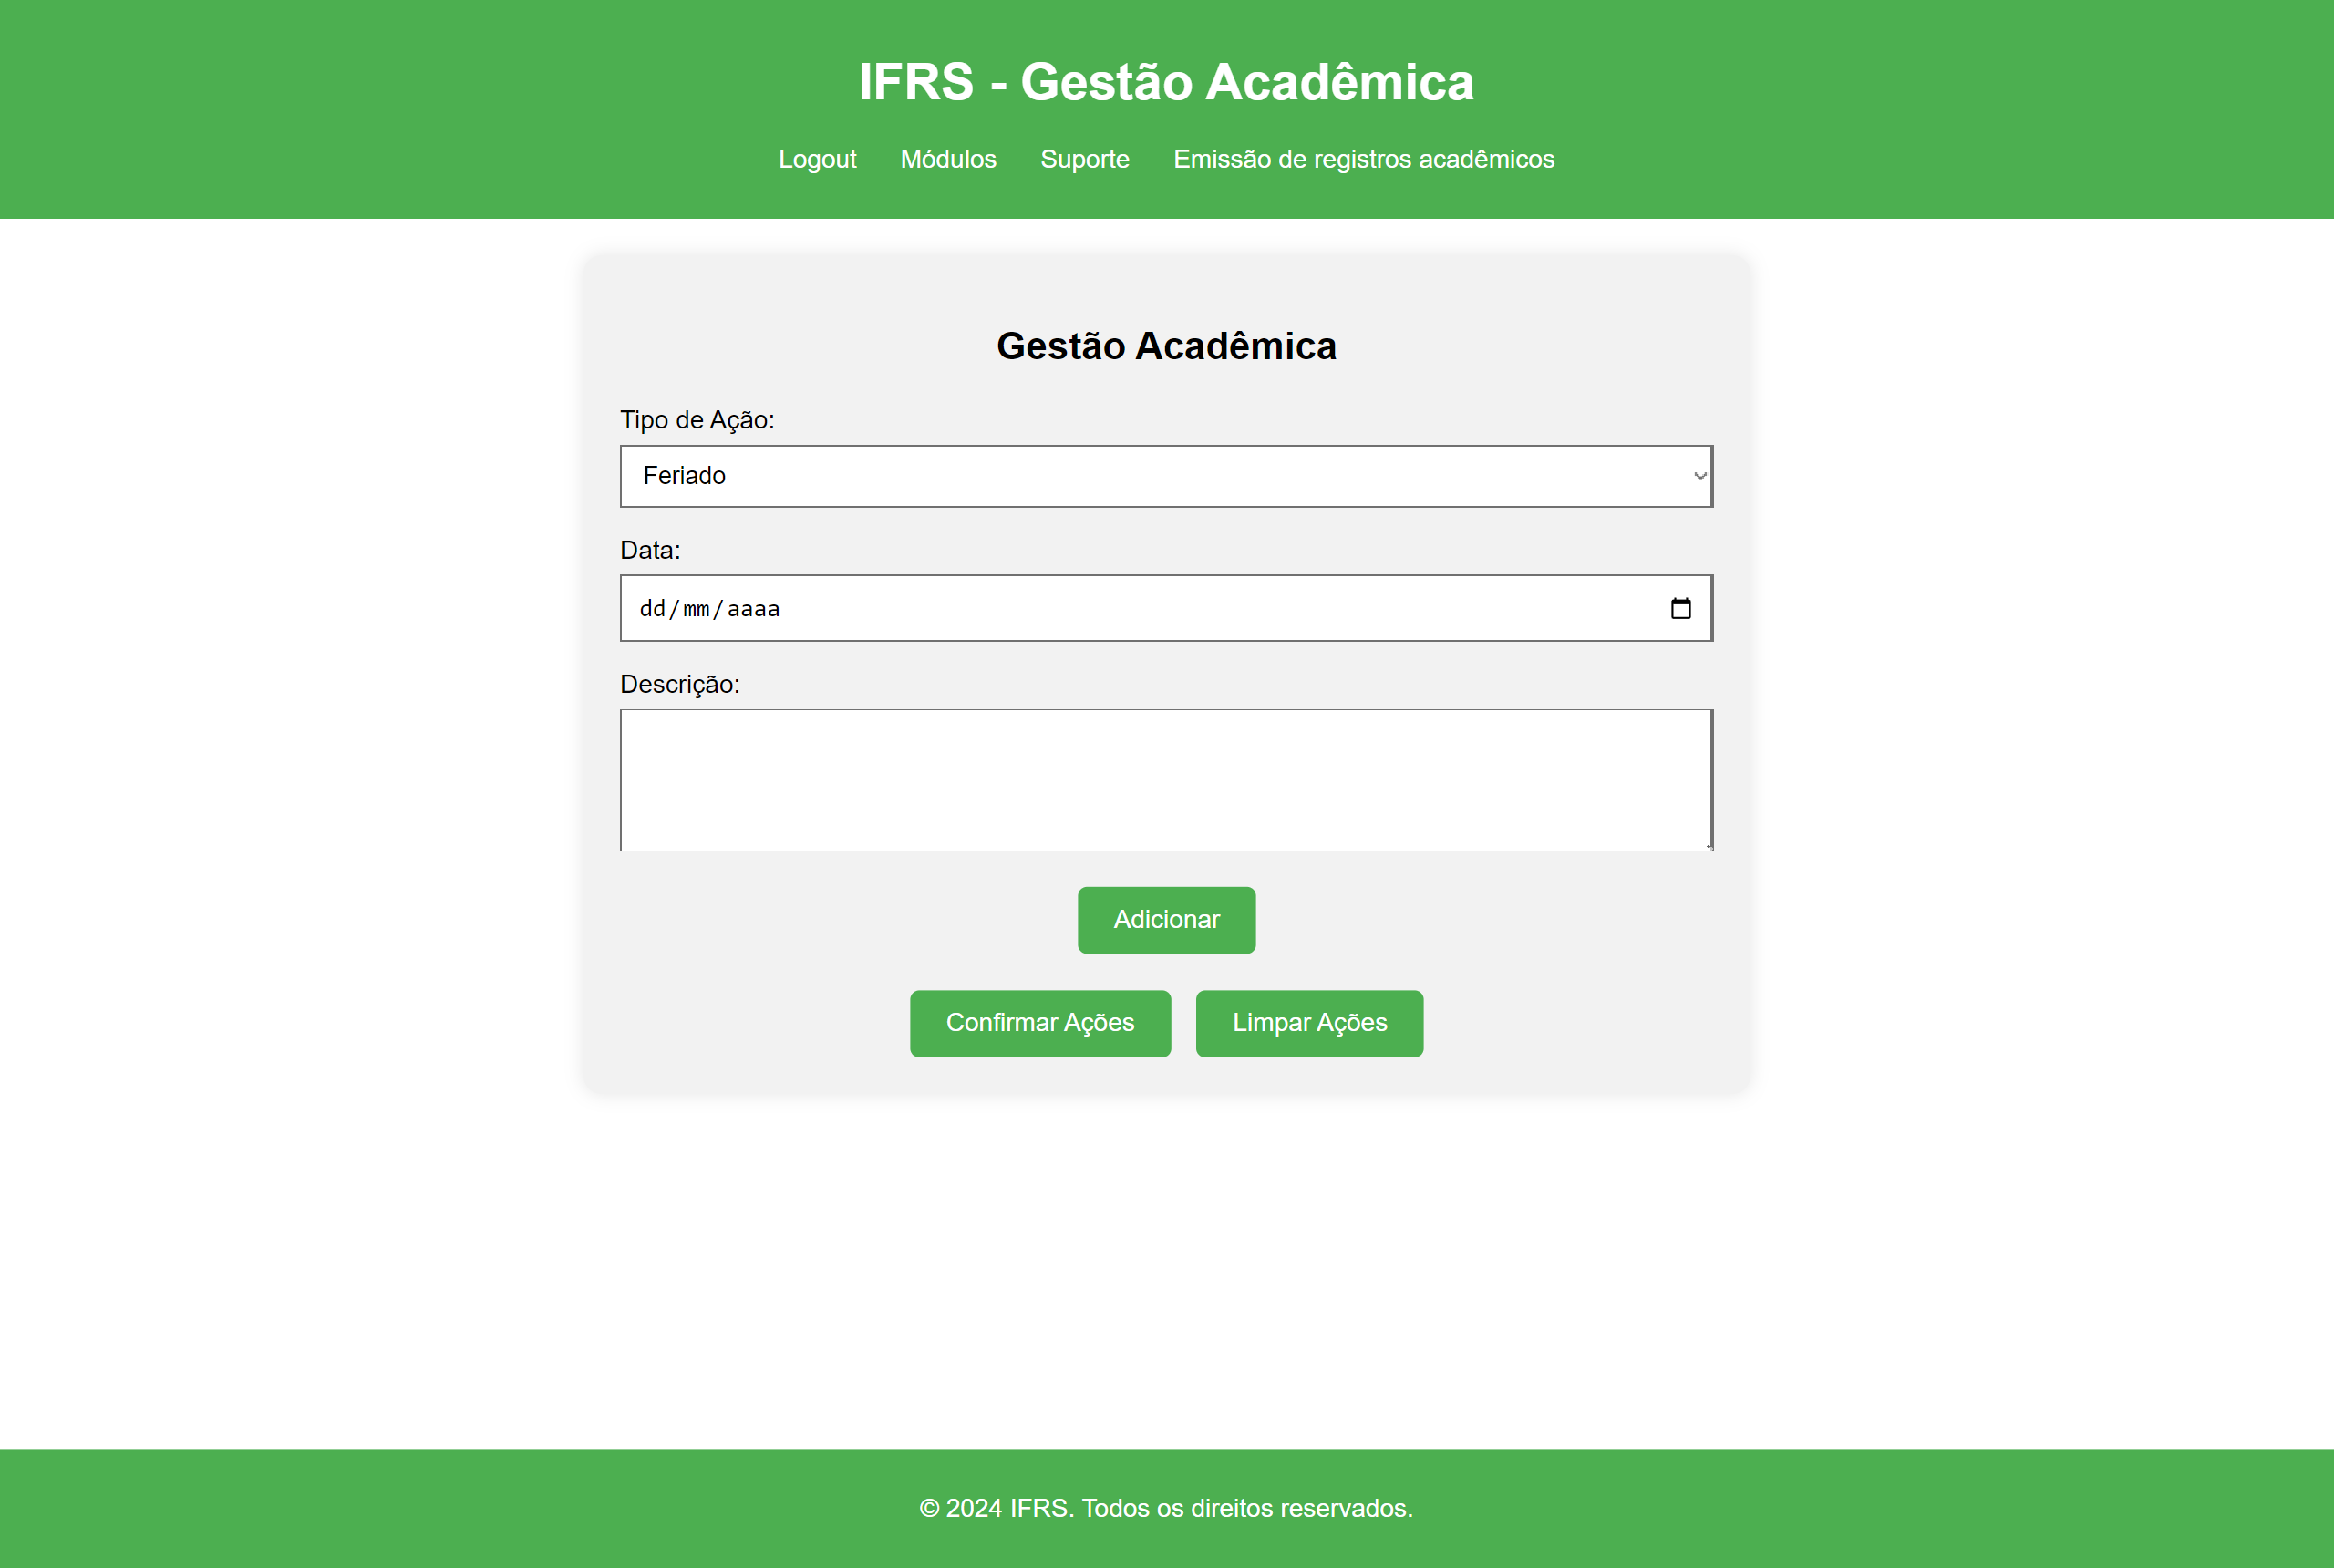 IFRS - Gestão Acadêmica
Logout Módulos Suporte Emissão de registros acadêmicos
Gestão Acadêmica
Tipo de Ação:
Feriado
Data:
dd/mm/aaaa
Descrição:
Adicionar
Confirmar Ações Limpar Ações
© 2024 IFRS. Todos os direitos reservados.